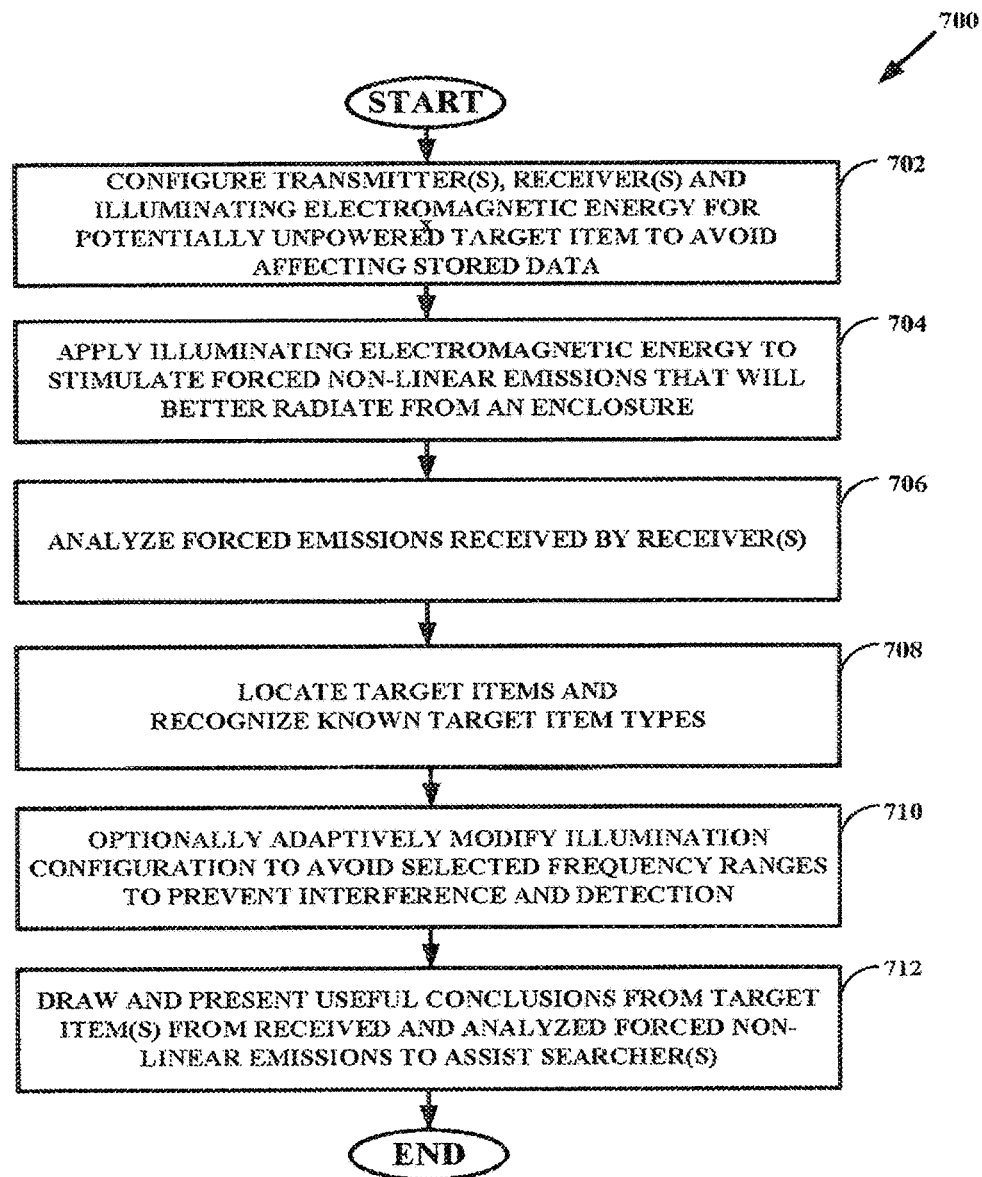 700
START
702
CONFIGURE TRANSMITTER(S), RECEIVER(S) AND
ILLUMINATING ELECTROMAGNETIC ENERGY FOR
POTENTIALLY UNPOWERED TARGET ITEM TO AVOID
AFFECTING STORED DATA
704
APPLY ILLUMINATING ELECTROMAGNETIC ENERGY TO
STIMULATE FORCED NON-LINEAR EMISSIONS THAT WILL
BETTER RADIATE FROM AN ENCLOSURE
706
ANALYZE FORCED EMISSIONS RECEIVED BY RECEIVER(S)
708
LOCATE TARGET ITEMS AND
RECOGNIZE KNOWN TARGET ITEM TYPES
710
OPTIONALLY ADAPTIVELY MODIFY ILLUMINATION
CONFIGURATION TO AVOID SELECTED FREQUENCY RANGES
TO PREVENT INTERFERENCE AND DETECTION
712
DRAW AND PRESENT USEFUL CONCLUSIONS FROM TARGET
ITEM(S) FROM RECEIVED AND ANALYZED FORCED NON-
LINEAR EMISSIONS TO ASSIST SEARCHER(S)
END